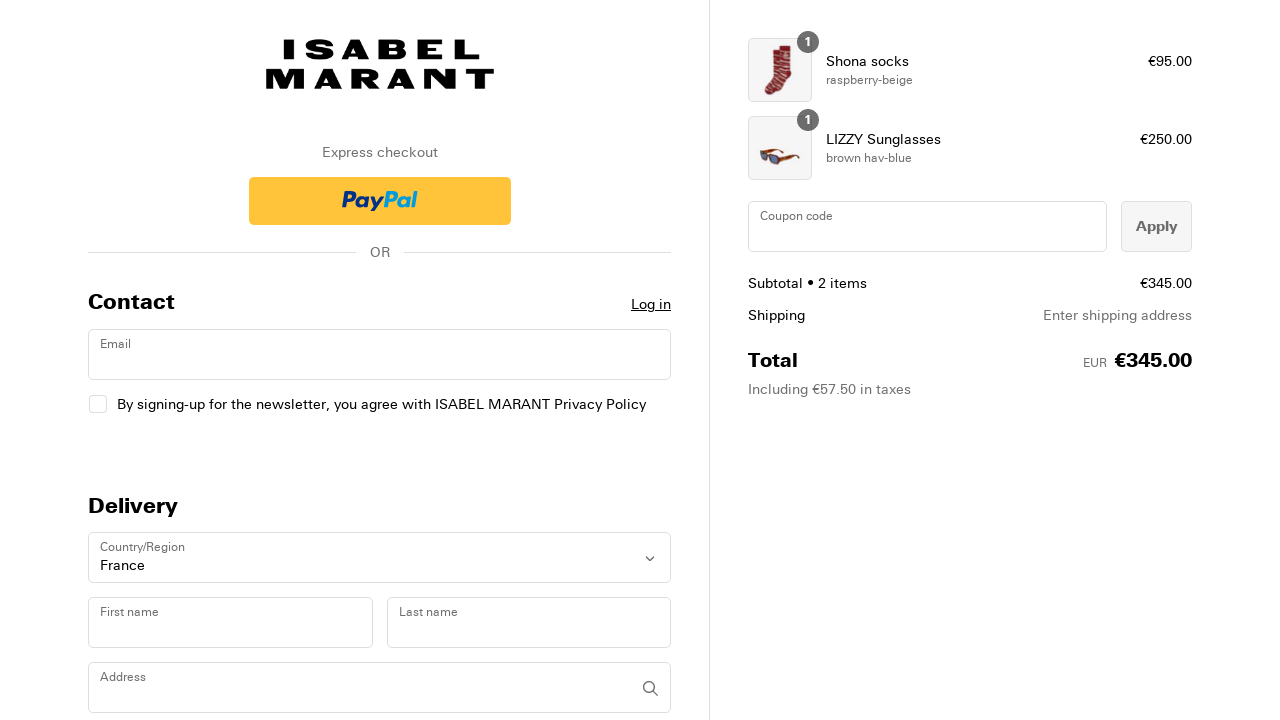 ISABEL
MARANT
Express checkout
PayPal
OR
Contact
Log in
Email
By signing-up for the newsletter, you agree with ISABEL MARANT Privacy Policy
Delivery
Country/Region
France
First name
Last name
Address
1
Shona socks
€95.00
raspberry-beige
1
LIZZY Sunglasses
€250.00
brown hav-blue
Coupon code
Apply
Subtotal • 2 items
€345.00
Shipping
Enter shipping address
Total
EUR €345.00
Including €57.50 in taxes